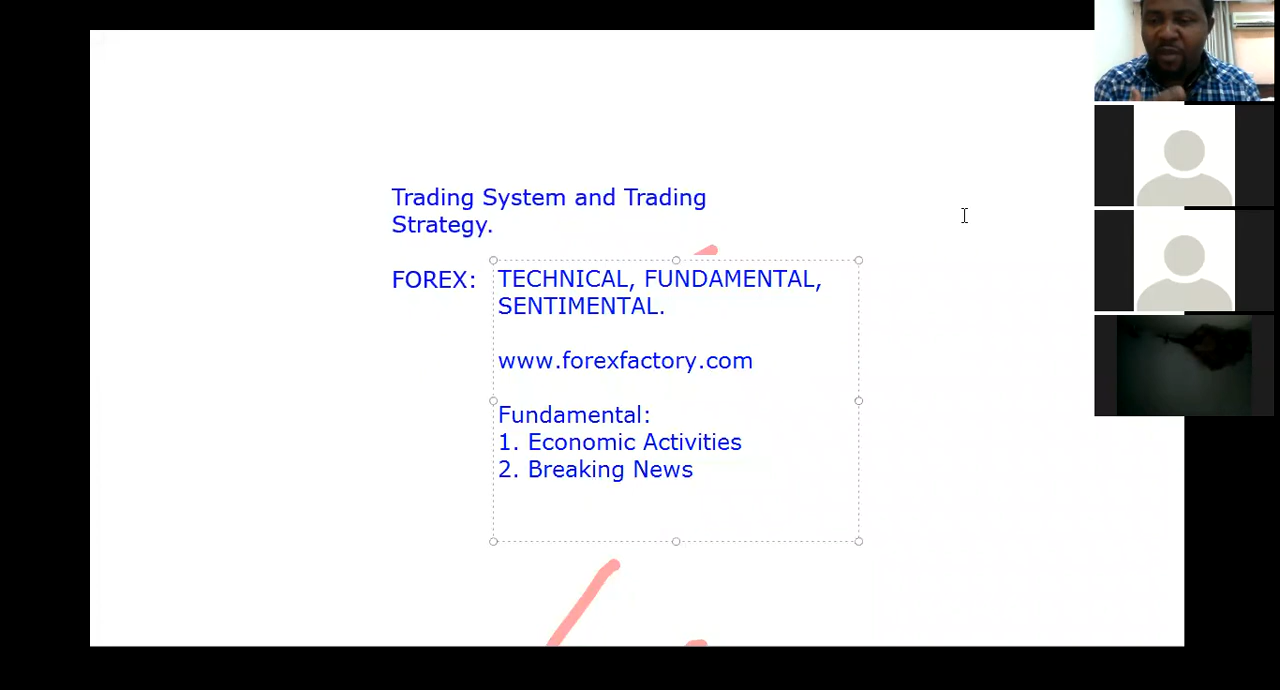 Trading System and Trading
Strategy.
FOREX: TECHNICAL, FUNDAMENTAL,
SENTIMENTAL.
www.forexfactory.com
Fundamental:
1. Economic Activities
2. Breaking News